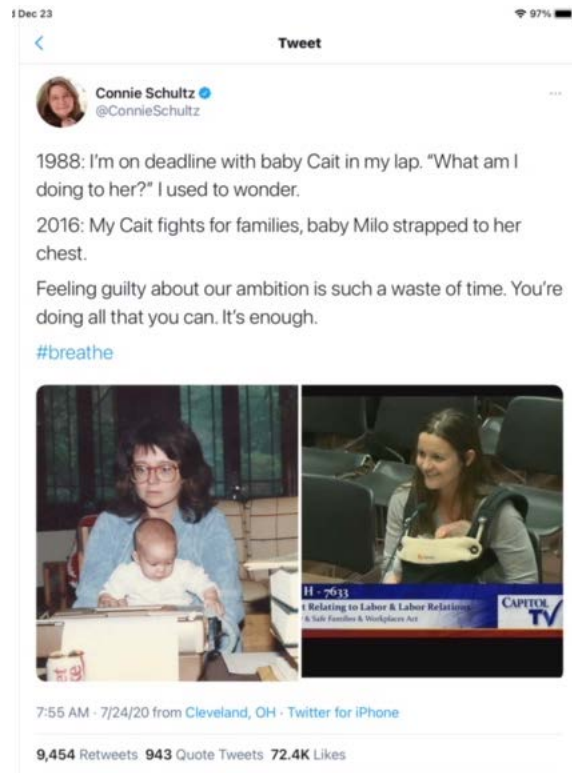 Dec 23
97%
Tweet
Connie Schultz
@ConnieSchultz
1988: I'm on deadline with baby Cait in my lap. “What am I
doing to her?” I used to wonder.
2016: My Cait fights for families, baby Milo strapped to her
chest.
Feeling guilty about our ambition is such a waste of time. You're
doing all that you can. It's enough.
#breathe
H - 7633
t Relating to Labor & Labor Relations
& Safe Families & Workplaces Act
CAPITOL
TV
7:55 AM · 7/24/20 from Cleveland, OH · Twitter for iPhone
9,454 Retweets 943 Quote Tweets 72.4K Likes